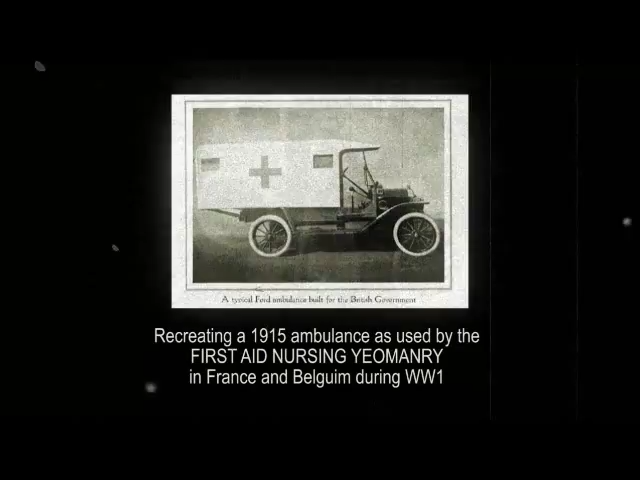 A typical Ford ambulance built for the British Government
Recreating a 1915 ambulance as used by the
FIRST AID NURSING YEOMANRY
in France and Belguim during WW1